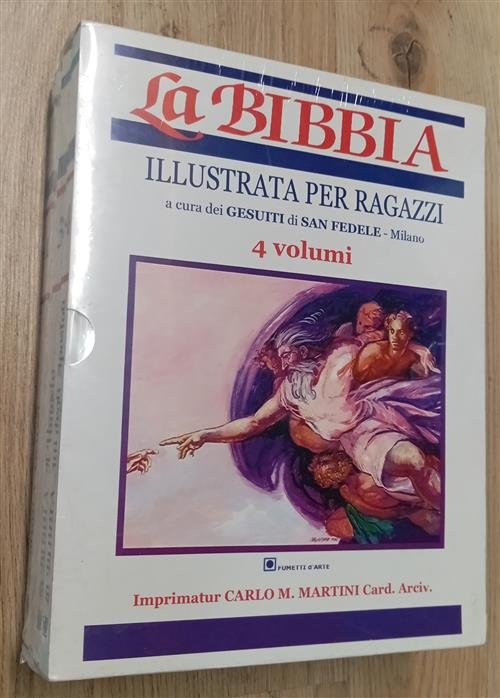 La BIBBIA
ILLUSTRATA PER RAGAZZI
a cura dei GESUITI di SAN FEDELE - Milano
4 volumi
FUMETTI d'ARTE
Imprimatur CARLO M. MARTINI Card. Arciv.